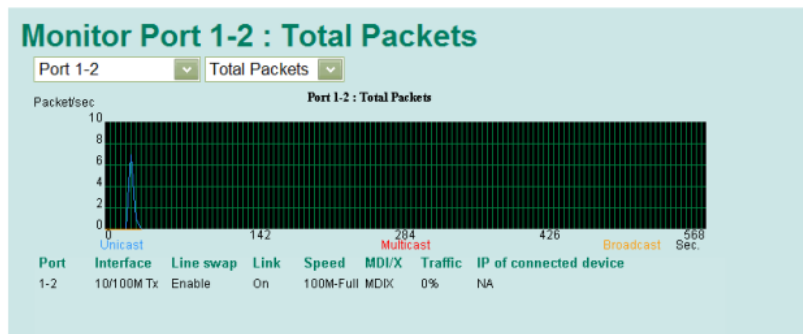 Monitor Port 1-2 : Total Packets
Port 1-2 Total Packets
Packet/sec Port 1-2 : Total Packets
10
8
6
4
2
0
0 142 284 426 568
Unicast Multicast Broadcast Sec.
Port Interface Line swap Link Speed MDI/X Traffic IP of connected device
1-2 10/100M Tx Enable On 100M-Full MDIX 0% NA